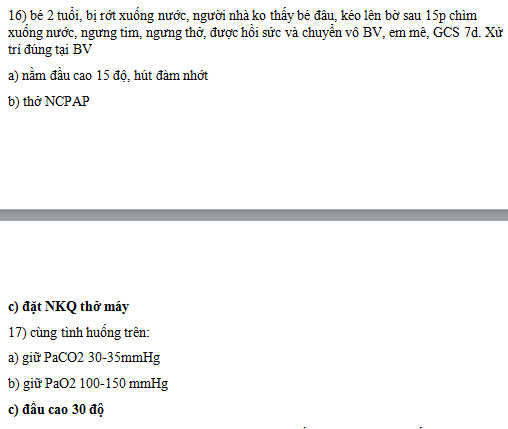 16) bé 2 tuổi, bị rớt xuống nước, người nhà ko thấy bé đâu, kéo lên bờ sau 15p chìm
xuống nước, ngưng tim, ngưng thở, được hồi sức và chuyển vô BV, em mê, GCS 7đ. Xử
trí đúng tại BV
a) nằm đầu cao 15 độ, hút đàm nhớt
b) thở NCPAP
c) đặt NKQ thở máy
17) cùng tình huống trên:
a) giữ PaCO2 30-35mmHg
b) giữ PaO2 100-150 mmHg
c) đầu cao 30 độ